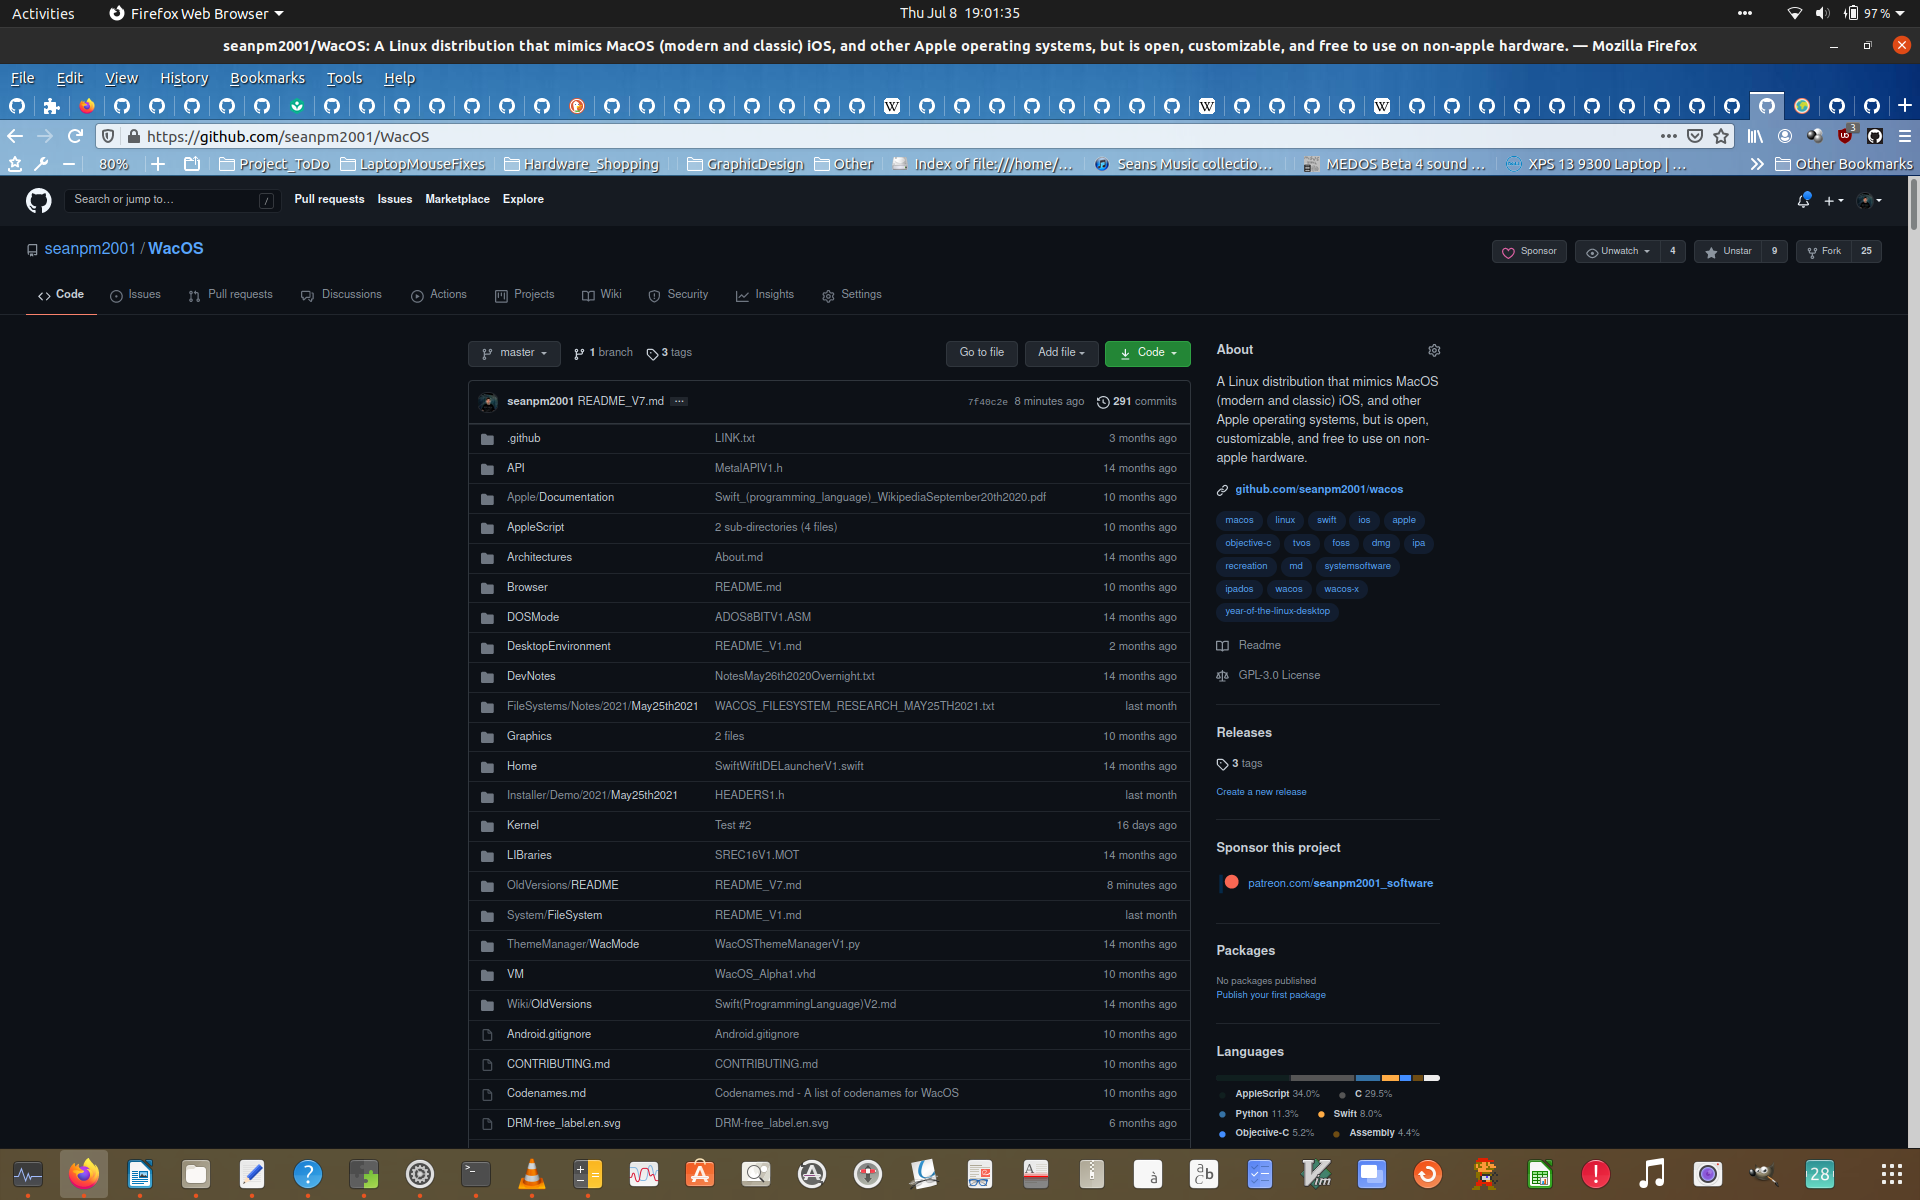 Activities Firefox Web Browser Thu Jul 8 19:01:35 97 %
seanpm2001/WacOS: A Linux distribution that mimics MacOS (modern and classic) iOS, and other Apple operating systems, but is open, customizable, and free to use on non-apple hardware. — Mozilla Firefox
File Edit View History Bookmarks Tools Help
https://github.com/seanpm2001/WacOS 3
80% Project_ToDo LaptopMouseFixes Hardware_Shopping GraphicDesign Other Index of file:///home/... Seans Music collectio... MEDOS Beta 4 sound ... XPS 13 9300 Laptop | ... Other Bookmarks
Search or jump to... / Pull requests Issues Marketplace Explore
seanpm2001 / WacOS Sponsor Unwatch 4 Unstar 9 Fork 25
Code Issues Pull requests Discussions Actions Projects Wiki Security Insights Settings
master 1 branch 3 tags Go to file Add file Code
seanpm2001 README_V7.md ... 7f40c2e 8 minutes ago 291 commits
.github LINK.txt 3 months ago
API MetalAPIV1.h 14 months ago
Apple/Documentation Swift_(programming_language)_WikipediaSeptember20th2020.pdf 10 months ago
AppleScript 2 sub-directories (4 files) 10 months ago
Architectures About.md 14 months ago
Browser README.md 10 months ago
DOSMode ADOS8BITV1.ASM 14 months ago
DesktopEnvironment README_V1.md 2 months ago
DevNotes NotesMay26th2020Overnight.txt 14 months ago
FileSystems/Notes/2021/May25th2021 WACOS_FILESYSTEM_RESEARCH_MAY25TH2021.txt last month
Graphics 2 files 10 months ago
Home SwiftWiftIDELauncherV1.swift 14 months ago
Installer/Demo/2021/May25th2021 HEADERS1.h last month
Kernel Test #2 16 days ago
LIBraries SREC16V1.MOT 14 months ago
OldVersions/README README_V7.md 8 minutes ago
System/FileSystem README_V1.md last month
ThemeManager/WacMode WacOSThemeManagerV1.py 14 months ago
VM WacOS_Alpha1.vhd 10 months ago
Wiki/OldVersions Swift(ProgrammingLanguage)V2.md 14 months ago
Android.gitignore Android.gitignore 10 months ago
CONTRIBUTING.md CONTRIBUTING.md 10 months ago
Codenames.md Codenames.md - A list of codenames for WacOS 10 months ago
DRM-free_label.en.svg DRM-free_label.en.svg 6 months ago
About
A Linux distribution that mimics MacOS
(modern and classic) iOS, and other
Apple operating systems, but is open,
customizable, and free to use on non-
apple hardware.
github.com/seanpm2001/wacos
macos linux swift ios apple
objective-c tvos foss dmg ipa
recreation md systemsoftware
ipados wacos wacos-x
year-of-the-linux-desktop
Readme
GPL-3.0 License
Releases
3 tags
Create a new release
Sponsor this project
patreon.com/seanpm2001_software
Packages
No packages published
Publish your first package
Languages
AppleScript 34.0% C 29.5%
Python 11.3% Swift 8.0%
Objective-C 5.2% Assembly 4.4%
28